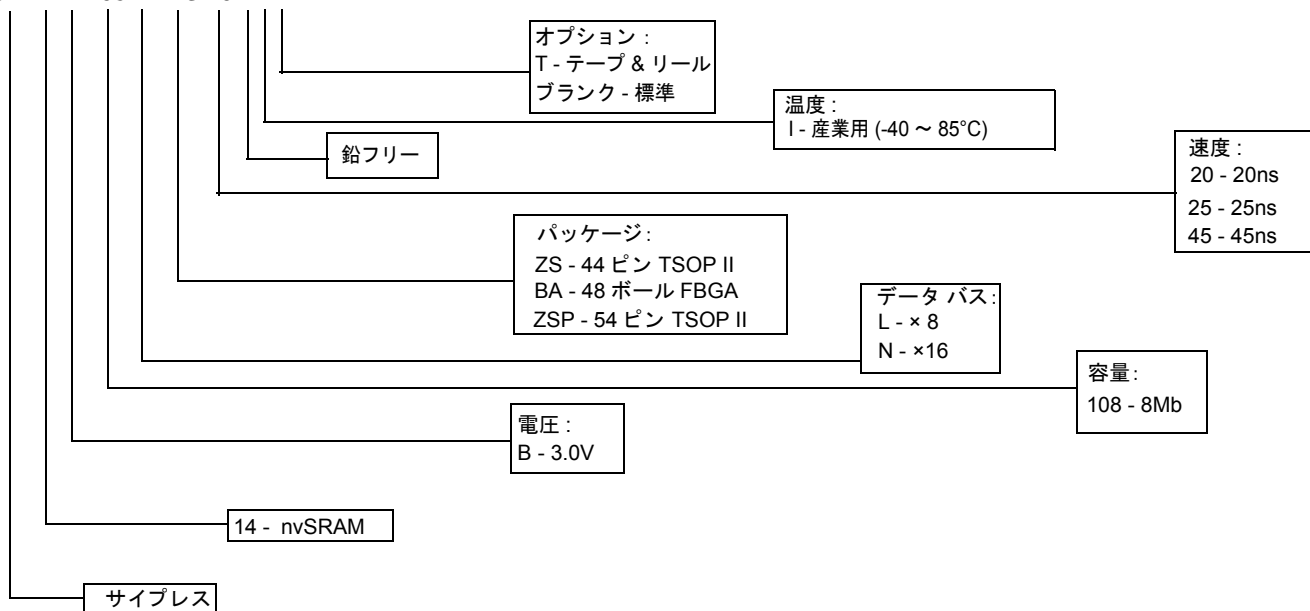 オプション :
T - テープ & リール
ブランク - 標準
温度 :
I - 産業用 (-40 ～ 85°C)
鉛フリー
速度 :
20 - 20ns
25 - 25ns
45 - 45ns
パッケージ :
ZS - 44 ピン TSOP II
BA - 48 ボール FBGA
ZSP - 54 ピン TSOP II
データ バス :
L - × 8
N - ×16
容量 :
108 - 8Mb
電圧 :
B - 3.0V
14 - nvSRAM
サイプレス